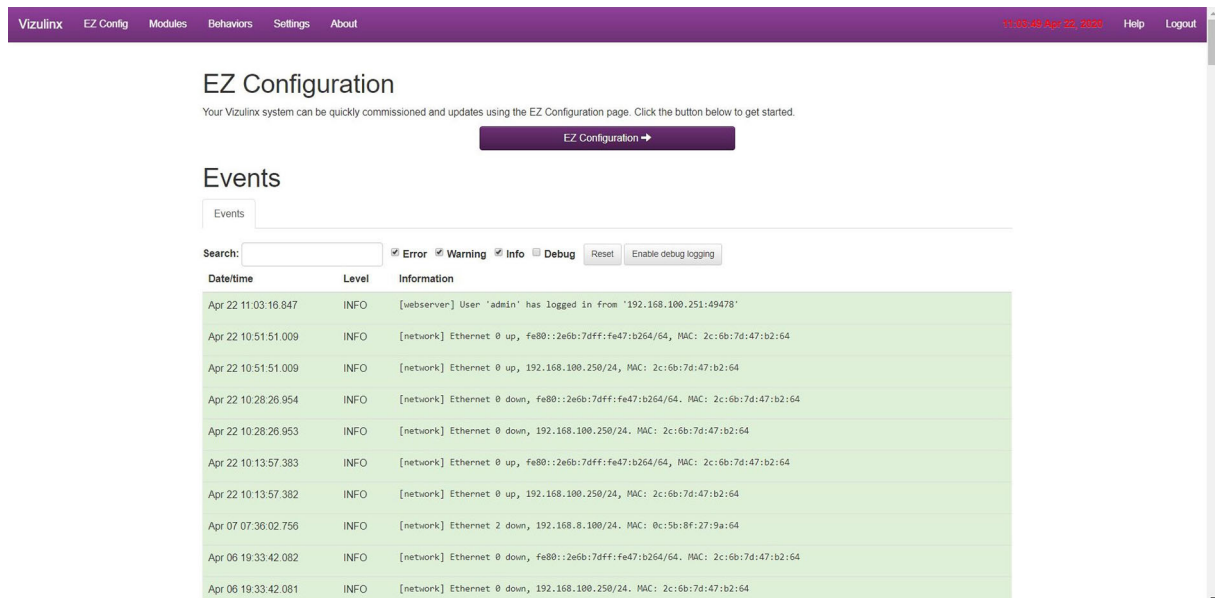 Vizulinx EZ Config Modules Behaviors Settings About 11:03:45 Apr 22, 2020 Help Logout
EZ Configuration
Your Vizulinx system can be quickly commissioned and updates using the EZ Configuration page. Click the button below to get started.
EZ Configuration
Events
Events
Search: Error Warning Info Debug Reset Enable debug logging
Date/time Level Information
Apr 22 11:03:16.847 INFO [webserver] User 'admin' has logged in from '192.168.100.251:49478'
Apr 22 10:51:51.009 INFO [network] Ethernet 0 up, fe80::2e6b:7dff:fe47:b264/64, MAC: 2c:6b:7d:47:b2:64
Apr 22 10:51:51.009 INFO [network] Ethernet 0 up, 192.168.100.250/24, MAC: 2c:6b:7d:47:b2:64
Apr 22 10:28:26.954 INFO [network] Ethernet 0 down, fe80::2e6b:7dff:fe47:b264/64. MAC: 2c:6b:7d:47:b2:64
Apr 22 10:28:26.953 INFO [network] Ethernet 0 down, 192.168.100.250/24. MAC: 2c:6b:7d:47:b2:64
Apr 22 10:13:57.383 INFO [network] Ethernet 0 up, fe80::2e6b:7dff:fe47:b264/64, MAC: 2c:6b:7d:47:b2:64
Apr 22 10:13:57.382 INFO [network] Ethernet 0 up, 192.168.100.250/24, MAC: 2c:6b:7d:47:b2:64
Apr 07 07:36:02.756 INFO [network] Ethernet 2 down, 192.168.8.100/24. MAC: 0c:5b:8f:27:9a:64
Apr 06 19:33:42.082 INFO [network] Ethernet 0 down, fe80::2e6b:7dff:fe47:b264/64. MAC: 2c:6b:7d:47:b2:64
Apr 06 19:33:42.081 INFO [network] Ethernet 0 down, 192.168.100.250/24. MAC: 2c:6b:7d:47:b2:64